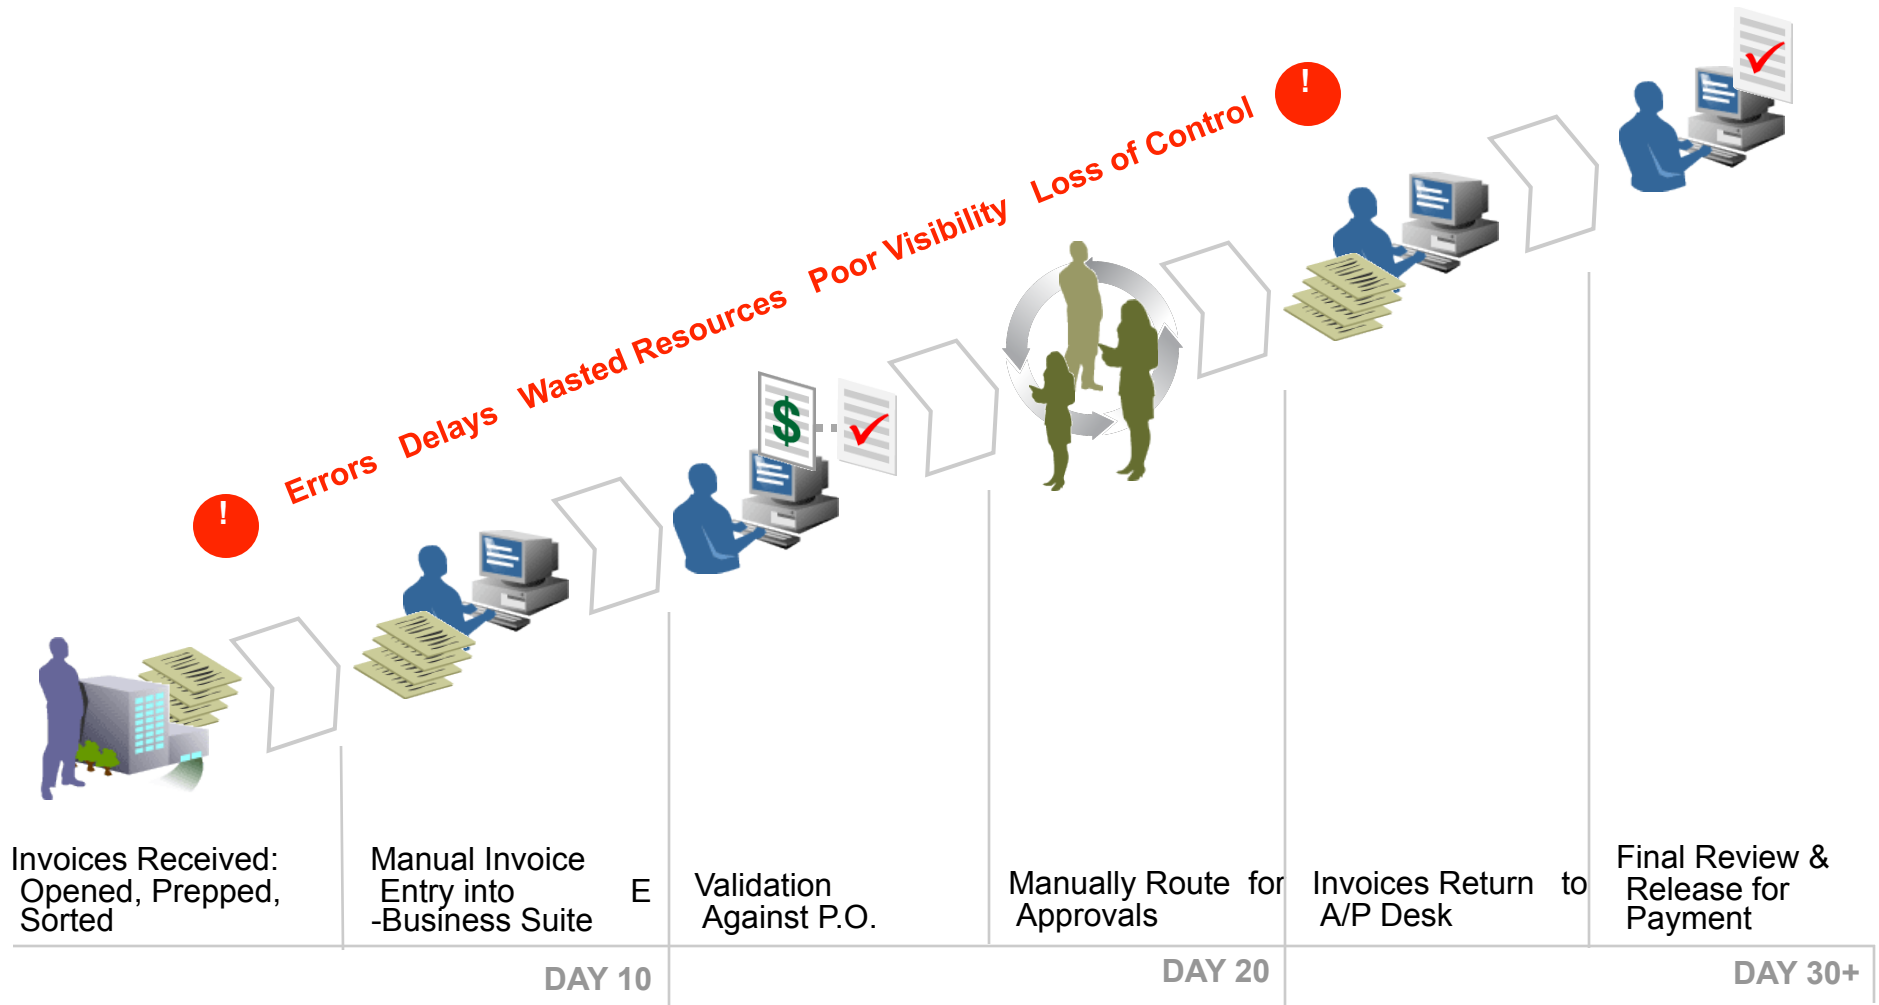 !
Errors Delays Wasted Resources Poor Visibility Loss of Control
!
$
Invoices Received:
Opened, Prepped,
Sorted
Manual Invoice
Entry into E
-Business Suite
Validation
Against P.O.
Manually Route for
Approvals
Invoices Return to
A/P Desk
Final Review &
Release for
Payment
DAY 10
DAY 20
DAY 30+